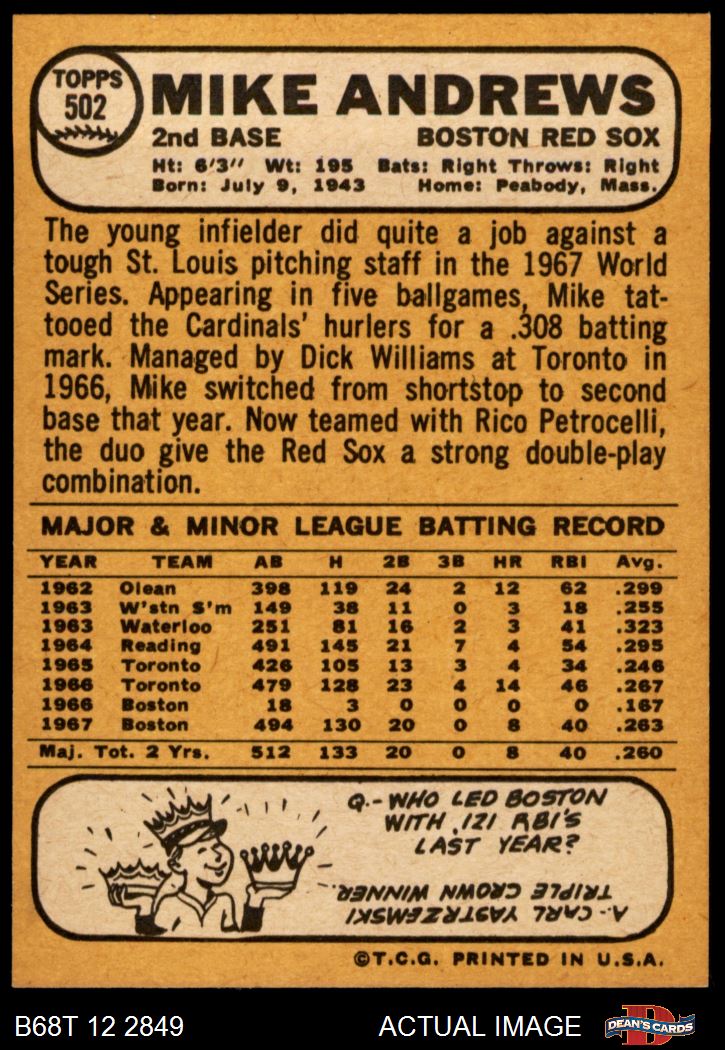 TOPPS
502
MIKE ANDREWS
2nd BASE BOSTON RED SOX
Ht: 6'3" Wt: 195 Bats: Right Throws: Right
Born: July 9, 1943 Home: Peabody, Mass.
The young infielder did quite a job against a
tough St. Louis pitching staff in the 1967 World
Series. Appearing in five ballgames, Mike tat-
tooed the Cardinals' hurlers for a .308 batting
mark. Managed by Dick Williams at Toronto in
1966, Mike switched from shortstop to second
base that year. Now teamed with Rico Petrocelli,
the duo give the Red Sox a strong double-play
combination.
MAJOR & MINOR LEAGUE BATTING RECORD
YEAR TEAM AB H 2B 3B HR RBI Avg.
1962 Olean 398 119 24 2 12 62 .299
1963 W'stn S'm 149 38 11 0 3 18 .255
1963 Waterloo 251 81 16 2 3 41 .323
1964 Reading 491 145 21 7 4 54 .295
1965 Toronto 426 105 13 3 4 34 .246
1966 Toronto 479 128 23 4 14 46 .267
1966 Boston 18 3 0 0 0 0 .167
1967 Boston 494 130 20 0 8 40 .263
Maj. Tot. 2 Yrs. 512 133 20 0 8 40 .260
Q.-WHO LED BOSTON
WITH 121 RBI'S
LAST YEAR?
A.-CARL YASTRZEMSKI
TRIPLE CROWN WINNER.
©T.C.G. PRINTED IN U.S.A.
B68T 12 2849 ACTUAL IMAGE
D
DEAN'S CARDS